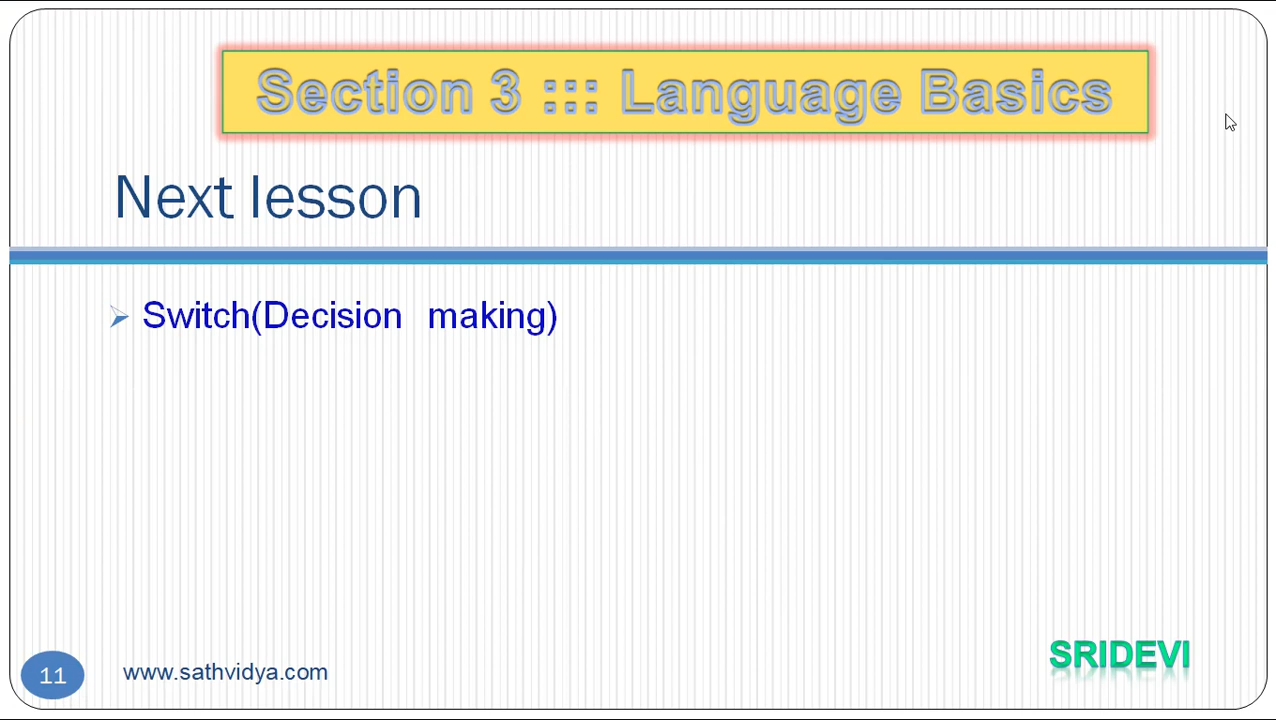 Section 3 ::: Language Basics
Next lesson
Switch(Decision making)
11
www.sathvidya.com
SRIDEVI